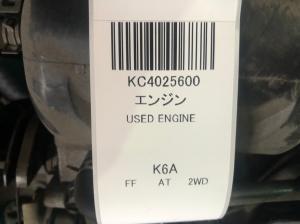 KC4025600
エンジン
USED ENGINE
K6A
FF AT 2WD